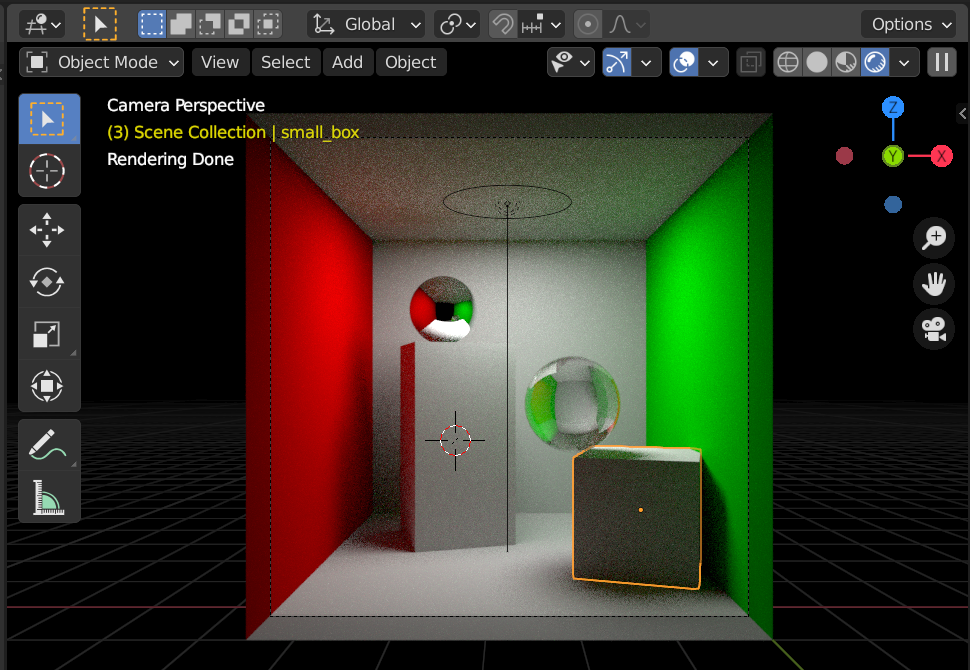 Global
Options
Object Mode View Select Add Object
Camera Perspective
(3) Scene Collection | small_box
Rendering Done
Z
Y
X